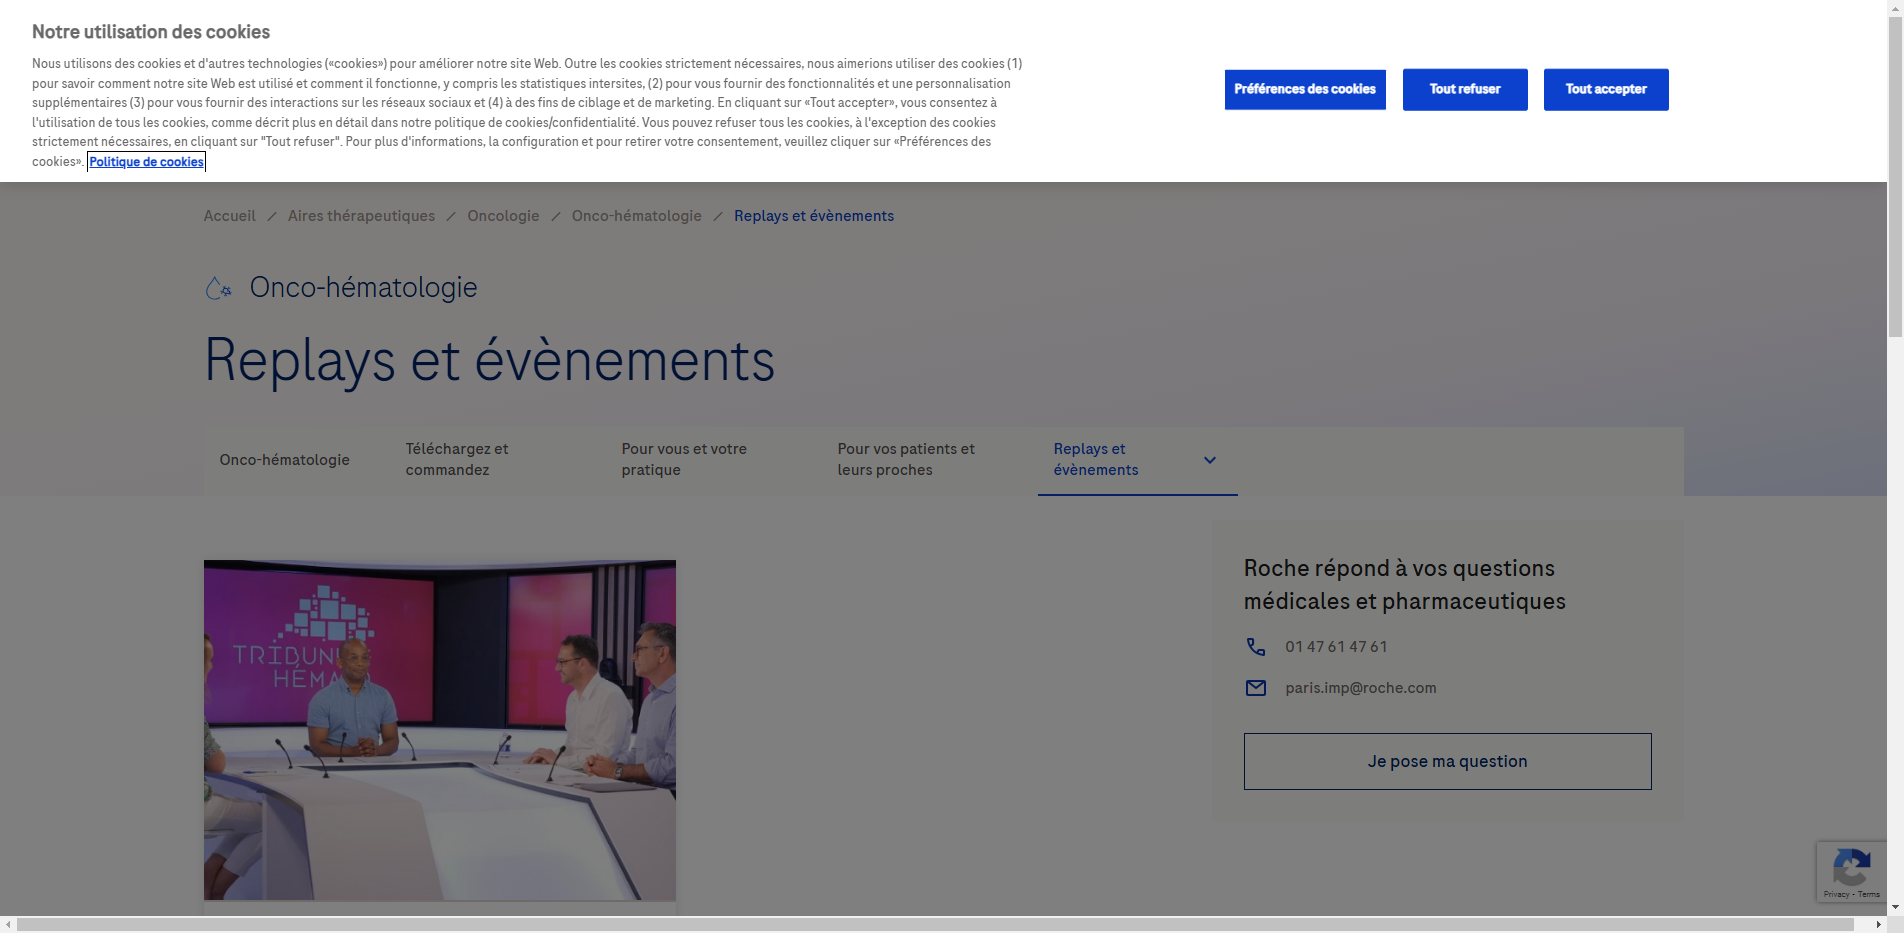 Notre utilisation des cookies
Nous utilisons des cookies et d'autres technologies («cookies») pour améliorer notre site Web. Outre les cookies strictement nécessaires, nous aimerions utiliser des cookies (1)
pour savoir comment notre site Web est utilisé et comment il fonctionne, y compris les statistiques intersites, (2) pour vous fournir des fonctionnalités et une personnalisation
supplémentaires (3) pour vous fournir des interactions sur les réseaux sociaux et (4) à des fins de ciblage et de marketing. En cliquant sur «Tout accepter», vous consentez à
l'utilisation de tous les cookies, comme décrit plus en détail dans notre politique de cookies/confidentialité. Vous pouvez refuser tous les cookies, à l'exception des cookies
strictement nécessaires, en cliquant sur "Tout refuser". Pour plus d'informations, la configuration et pour retirer votre consentement, veuillez cliquer sur «Préférences des
cookies». Politique de cookies
Préférences des cookies
Tout refuser
Tout accepter
Accueil / Aires thérapeutiques / Oncologie / Onco-hématologie / Replays et évènements
Onco-hématologie
Replays et évènements
Onco-hématologie
Téléchargez et
commandez
Pour vous et votre
pratique
Pour vos patients et
leurs proches
Replays et
évènements
TRIBUN
HÉMA
Roche répond à vos questions
médicales et pharmaceutiques
01 47 61 47 61
paris.imp@roche.com
Je pose ma question
Privacy - Terms